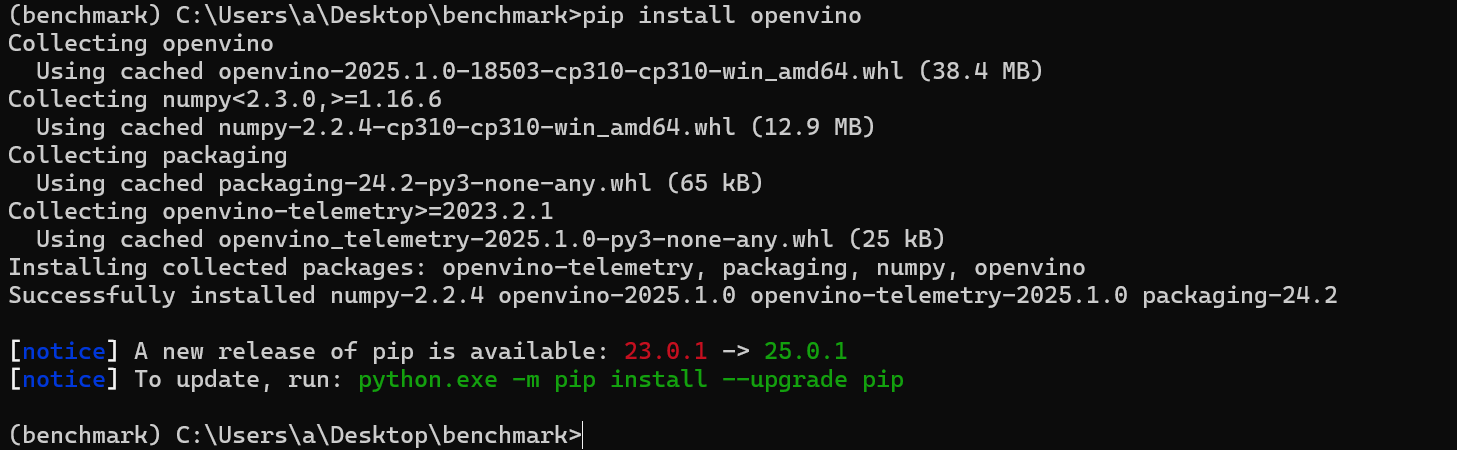 (benchmark) C:\Users\a\Desktop\benchmark>pip install openvino
Collecting openvino
  Using cached openvino-2025.1.0-18503-cp310-cp310-win_amd64.whl (38.4 MB)
Collecting numpy<2.3.0,>=1.16.6
  Using cached numpy-2.2.4-cp310-cp310-win_amd64.whl (12.9 MB)
Collecting packaging
  Using cached packaging-24.2-py3-none-any.whl (65 kB)
Collecting openvino-telemetry>=2023.2.1
  Using cached openvino_telemetry-2025.1.0-py3-none-any.whl (25 kB)
Installing collected packages: openvino-telemetry, packaging, numpy, openvino
Successfully installed numpy-2.2.4 openvino-2025.1.0 openvino-telemetry-2025.1.0 packaging-24.2

[notice] A new release of pip is available: 23.0.1 -> 25.0.1
[notice] To update, run: python.exe -m pip install --upgrade pip

(benchmark) C:\Users\a\Desktop\benchmark>